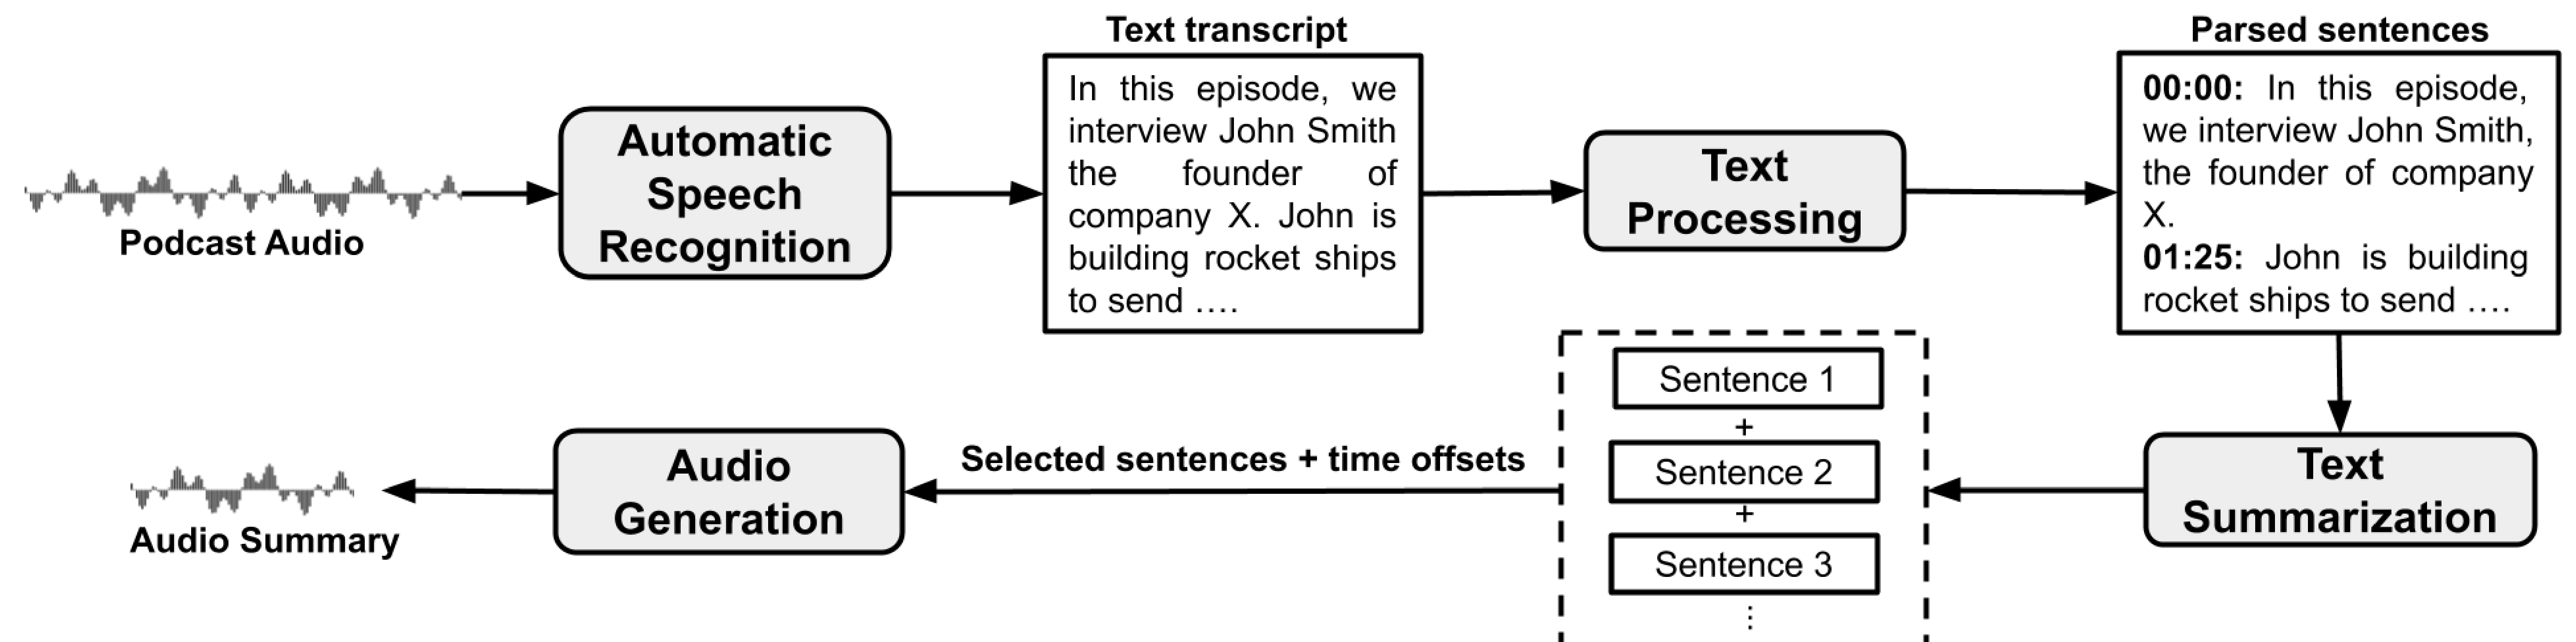 Podcast Audio
Automatic
Speech
Recognition
Text transcript
In this episode, we
interview John Smith
the founder of
company X. John is
building rocket ships
to send ....
Text
Processing
Parsed sentences
00:00: In this episode,
we interview John Smith,
the founder of company
X.
01:25: John is building
rocket ships to send ....
Text
Summarization
Sentence 1
+
Sentence 2
+
Sentence 3
⋮
Selected sentences + time offsets
Audio
Generation
Audio Summary